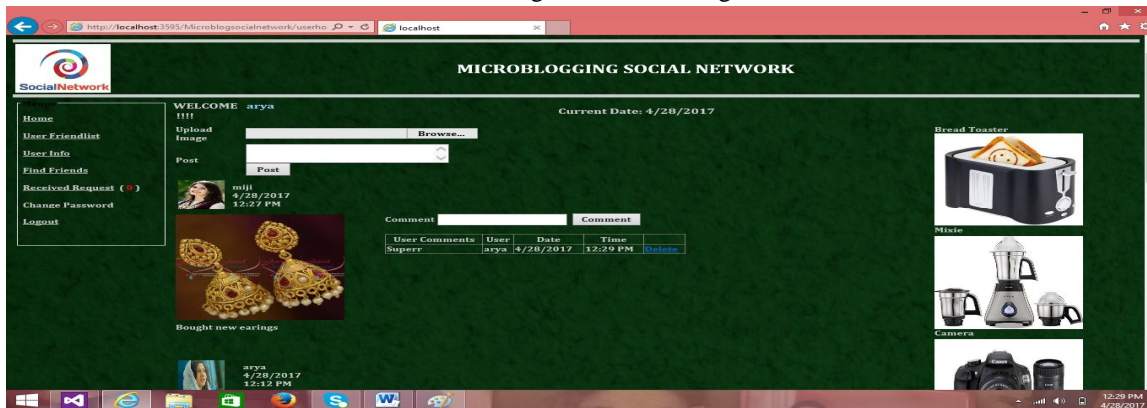 http://localhost:3595/Microblogsocialnetwork/userho
localhost
SocialNetwork
MICROBLOGGING SOCIAL NETWORK
Menus
Home
User Friendlist
User Info
Find Friends
Received Request ( 0 )
Change Password
Logout
WELCOME arya
!!!!
Current Date: 4/28/2017
Upload
Image
Browse...
Post
Post
miji
4/28/2017
12:27 PM
Comment
Comment
User Comments User Date Time
Superr arya 4/28/2017 12:29 PM Delete
Bought new earings
arya
4/28/2017
12:12 PM
Bread Toaster
Mixie
Camera
Canon
12:29 PM
4/28/2017